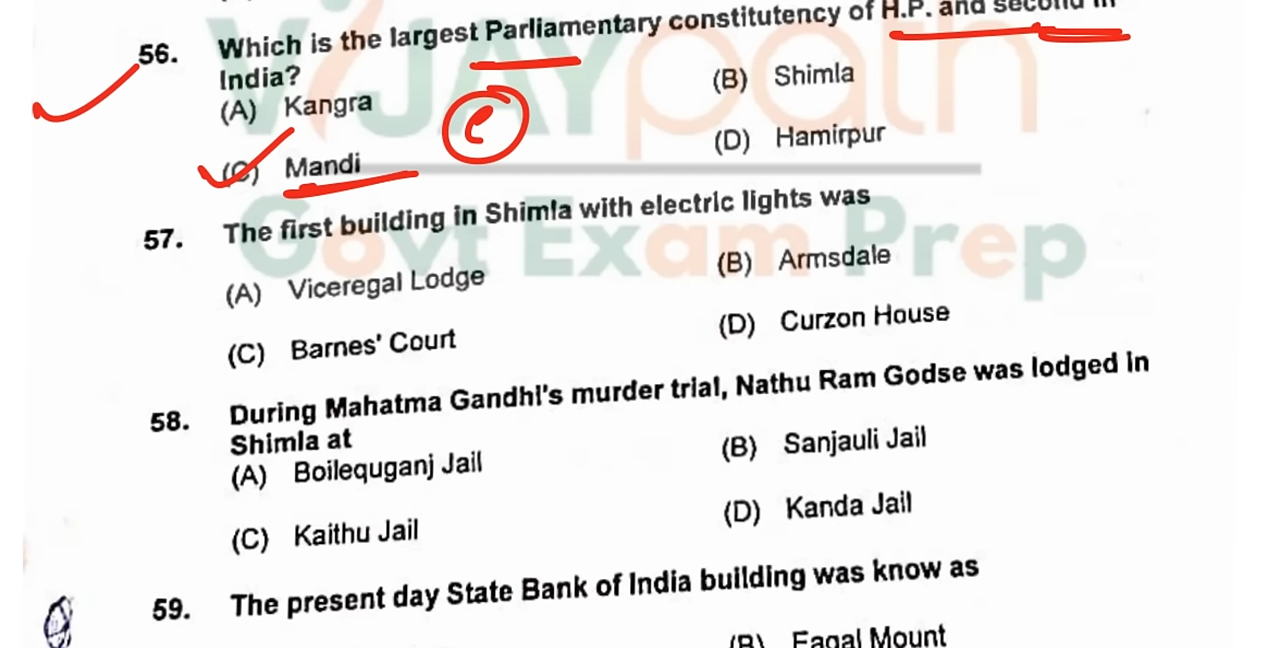 56. Which is the largest Parliamentary constitutency of H.P. and second in
India?
(A) Kangra (B) Shimla
(C) Mandi (D) Hamirpur
C
57. The first building in Shimla with electric lights was
(A) Viceregal Lodge (B) Armsdale
(C) Barnes' Court (D) Curzon House
58. During Mahatma Gandhi's murder trial, Nathu Ram Godse was lodged in
Shimla at
(A) Boilequganj Jail (B) Sanjauli Jail
(C) Kaithu Jail (D) Kanda Jail
59. The present day State Bank of India building was know as
(B) Eagal Mount
VIJAYpath
Govt Exam Prep